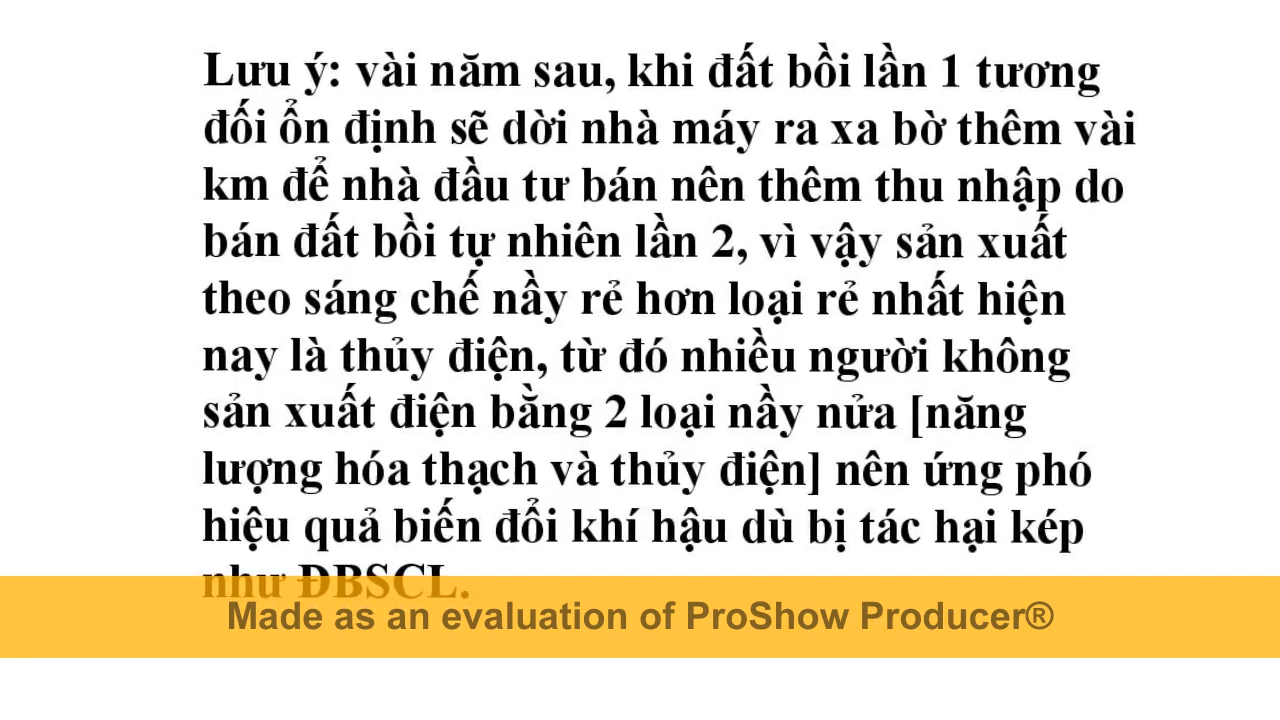 Lưu ý: vài năm sau, khi đất bồi lần 1 tương
đối ổn định sẽ dời nhà máy ra xa bờ thêm vài
km để nhà đầu tư bán nên thêm thu nhập do
bán đất bồi tự nhiên lần 2, vì vậy sản xuất
theo sáng chế nầy rẻ hơn loại rẻ nhất hiện
nay là thủy điện, từ đó nhiều người không
sản xuất điện bằng 2 loại nầy nửa [năng
lượng hóa thạch và thủy điện] nên ứng phó
hiệu quả biến đổi khí hậu dù bị tác hại kép
như ĐBSCL.
Made as an evaluation of ProShow Producer®